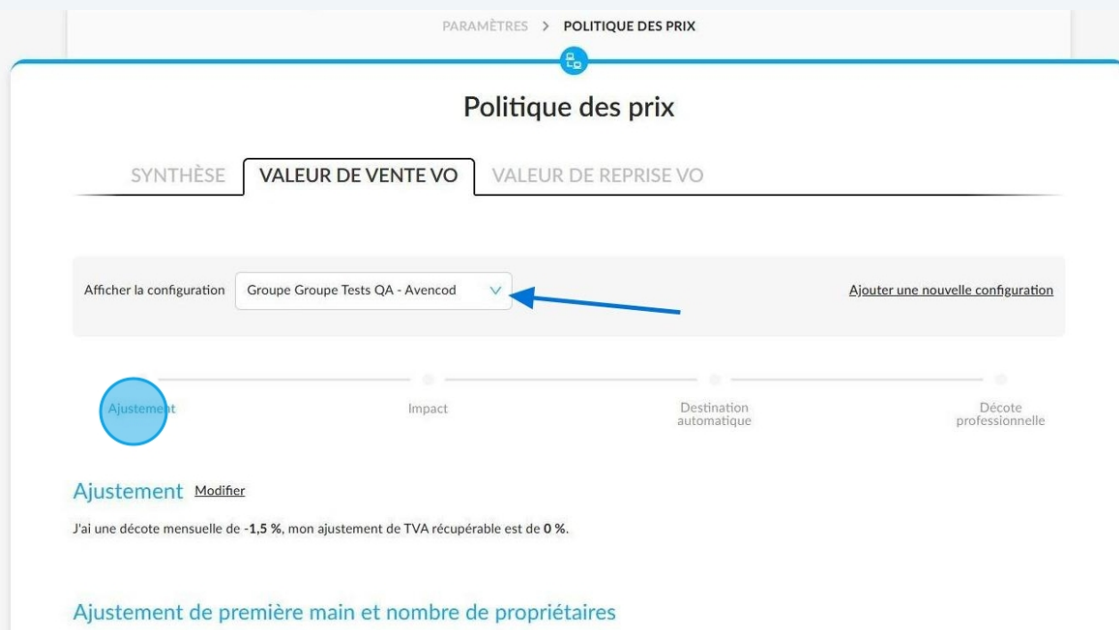 PARAMÈTRES > POLITIQUE DES PRIX
Politique des prix
SYNTHÈSE VALEUR DE VENTE VO VALEUR DE REPRISE VO
Afficher la configuration Groupe Groupe Tests QA - Avencod Ajouter une nouvelle configuration
Ajustement Impact Destination automatique Décote professionnelle
Ajustement Modifier
J'ai une décote mensuelle de -1,5 %, mon ajustement de TVA récupérable est de 0 %.
Ajustement de première main et nombre de propriétaires